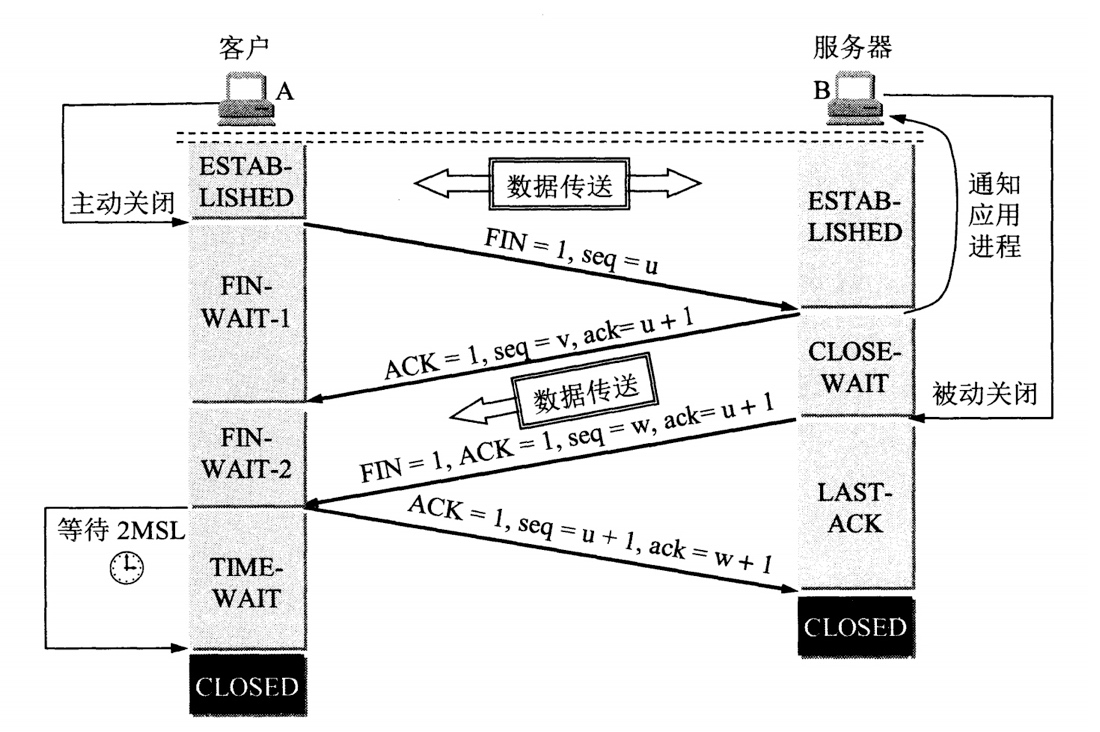 客户
服务器
A
B
ESTAB-
LISHED
数据传送
ESTAB-
LISHED
通知
应用
进程
主动关闭
FIN = 1, seq = u
FIN-
WAIT-1
ACK = 1, seq = v, ack= u + 1
CLOSE-
WAIT
数据传送
被动关闭
FIN = 1, ACK = 1, seq = w, ack= u + 1
FIN-
WAIT-2
LAST-
ACK
ACK = 1, seq = u + 1, ack = w + 1
等待 2MSL
TIME-
WAIT
CLOSED
CLOSED